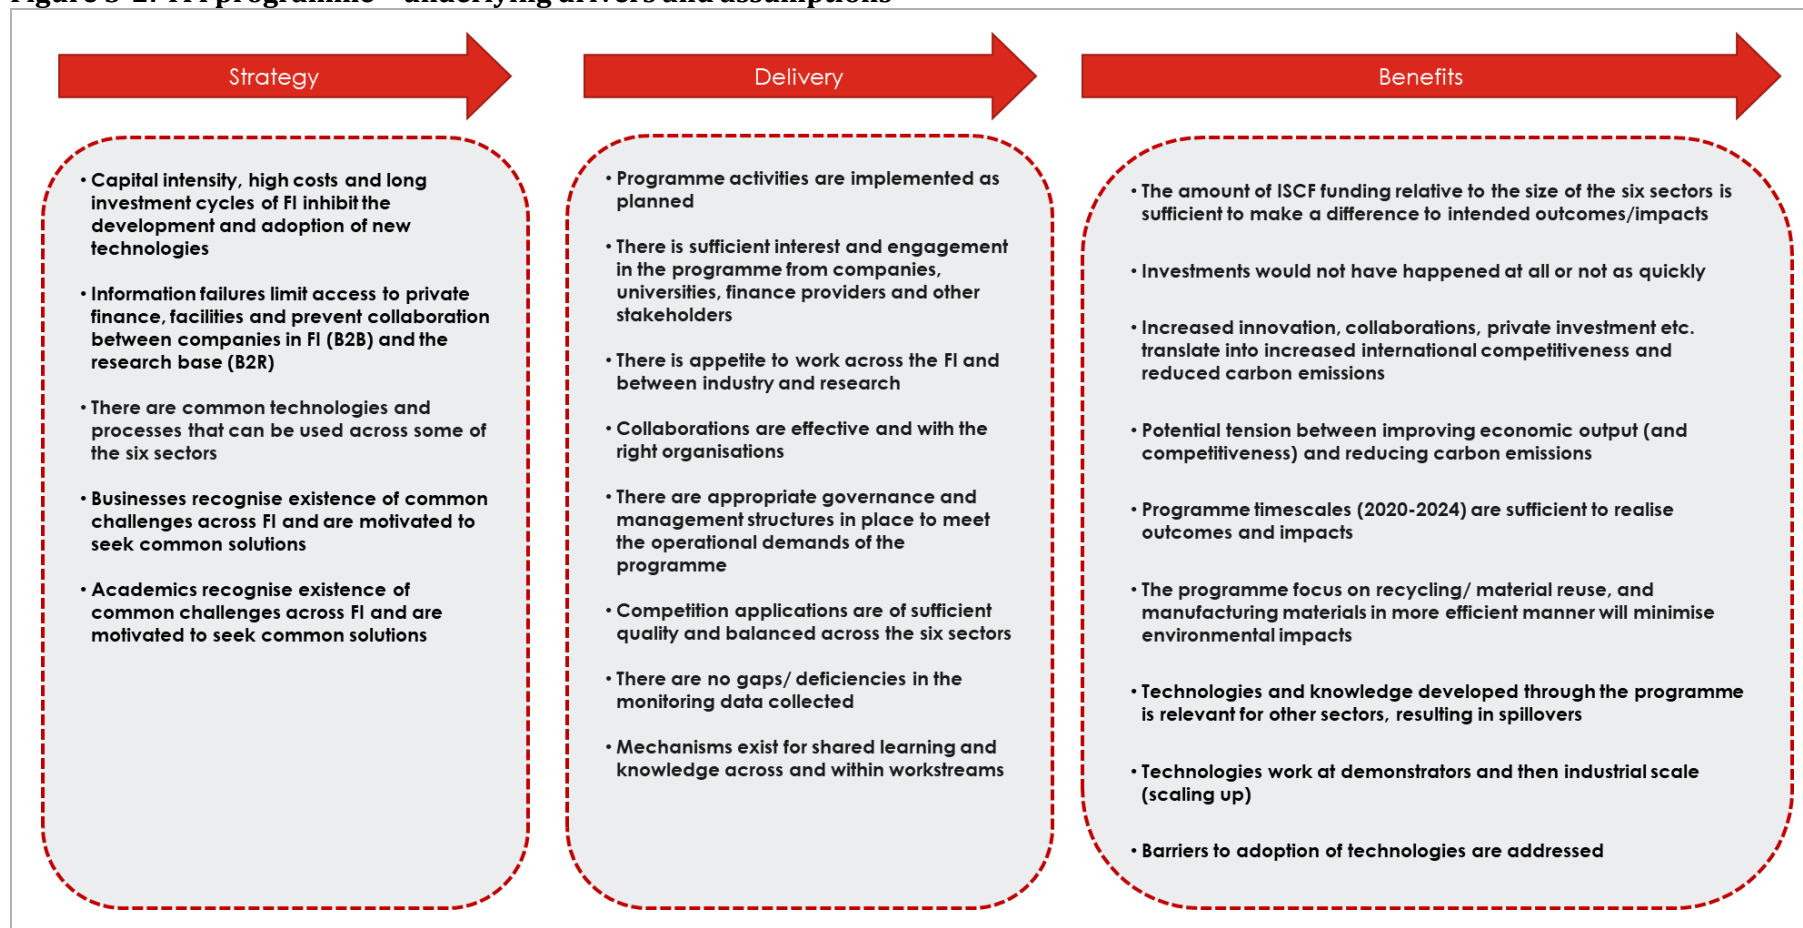 Strategy
Delivery
Benefits
• Capital intensity, high costs and long
investment cycles of FI inhibit the
development and adoption of new
technologies
• Information failures limit access to private
finance, facilities and prevent collaboration
between companies in FI (B2B) and the
research base (B2R)
• There are common technologies and
processes that can be used across some of
the six sectors
• Businesses recognise existence of common
challenges across FI and are motivated to
seek common solutions
• Academics recognise existence of
common challenges across FI and are
motivated to seek common solutions
• Programme activities are implemented as
planned
• There is sufficient interest and engagement
in the programme from companies,
universities, finance providers and other
stakeholders
• There is appetite to work across the FI and
between industry and research
• Collaborations are effective and with the
right organisations
• There are appropriate governance and
management structures in place to meet
the operational demands of the
programme
• Competition applications are of sufficient
quality and balanced across the six sectors
• There are no gaps/ deficiencies in the
monitoring data collected
• Mechanisms exist for shared learning and
knowledge across and within workstreams
• The amount of ISCF funding relative to the size of the six sectors is
sufficient to make a difference to intended outcomes/impacts
• Investments would not have happened at all or not as quickly
• Increased innovation, collaborations, private investment etc.
translate into increased international competitiveness and
reduced carbon emissions
• Potential tension between improving economic output (and
competitiveness) and reducing carbon emissions
• Programme timescales (2020-2024) are sufficient to realise
outcomes and impacts
• The programme focus on recycling/ material reuse, and
manufacturing materials in more efficient manner will minimise
environmental impacts
• Technologies and knowledge developed through the programme
is relevant for other sectors, resulting in spillovers
• Technologies work at demonstrators and then industrial scale
(scaling up)
• Barriers to adoption of technologies are addressed